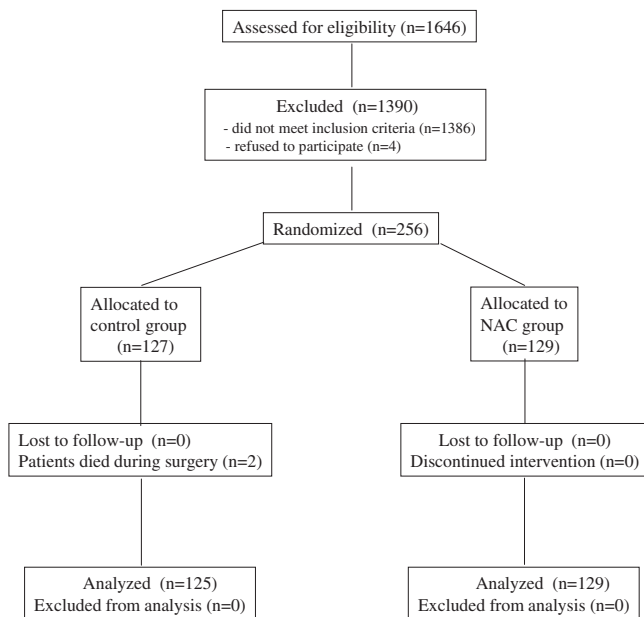 Assessed for eligibility (n=1646)
Excluded (n=1390)
- did not meet inclusion criteria (n=1386)
- refused to participate (n=4)
Randomized (n=256)
Allocated to
control group
(n=127)
Allocated to
NAC group
(n=129)
Lost to follow-up (n=0)
Patients died during surgery (n=2)
Lost to follow-up (n=0)
Discontinued intervention (n=0)
Analyzed (n=125)
Excluded from analysis (n=0)
Analyzed (n=129)
Excluded from analysis (n=0)